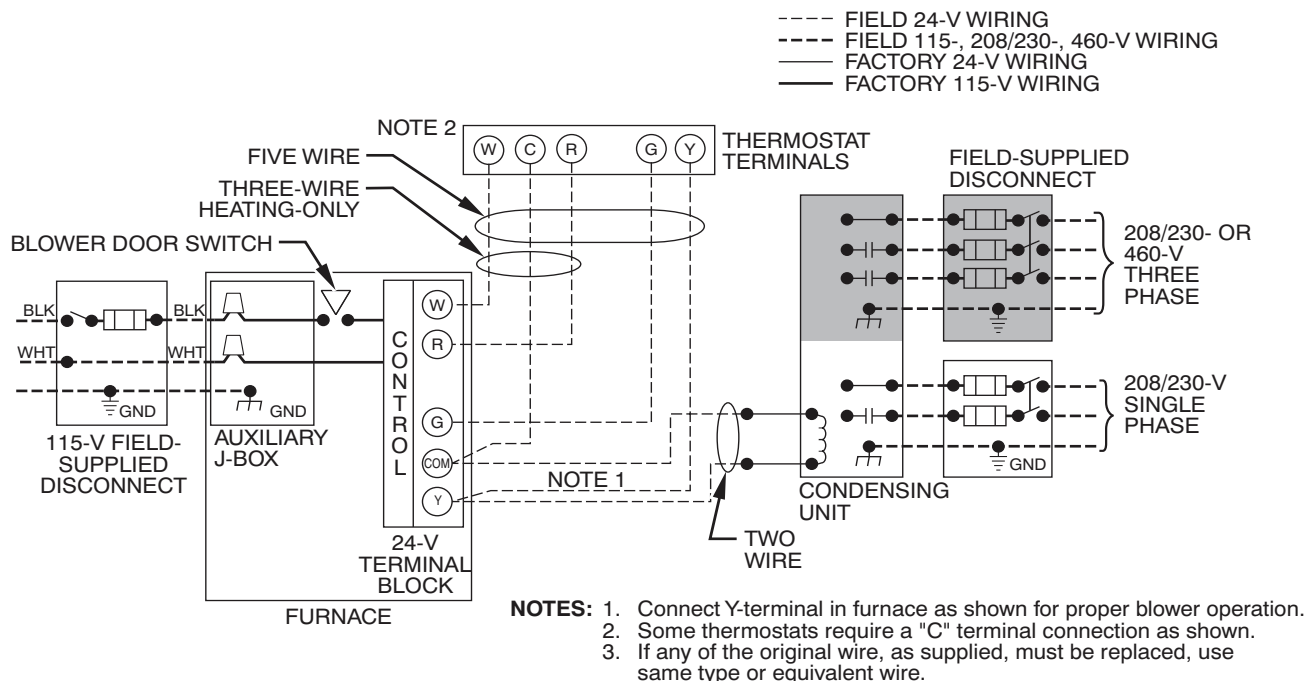 FIELD 24-V WIRING
FIELD 115-, 208/230-, 460-V WIRING
FACTORY 24-V WIRING
FACTORY 115-V WIRING
NOTE 2
W C R G Y
THERMOSTAT
TERMINALS
FIVE WIRE
THREE-WIRE
HEATING-ONLY
BLOWER DOOR SWITCH
FIELD-SUPPLIED
DISCONNECT
208/230- OR
460-V
THREE
PHASE
BLK
BLK
BLK
WHT
WHT
GND
GND
115-V FIELD-
SUPPLIED
DISCONNECT
AUXILIARY
J-BOX
CONTROL
W
R
G
COM
Y
NOTE 1
24-V
TERMINAL
BLOCK
FURNACE
TWO
WIRE
CONDENSING
UNIT
208/230-V
SINGLE
PHASE
GND
NOTES: 1. Connect Y-terminal in furnace as shown for proper blower operation.
2. Some thermostats require a "C" terminal connection as shown.
3. If any of the original wire, as supplied, must be replaced, use
same type or equivalent wire.